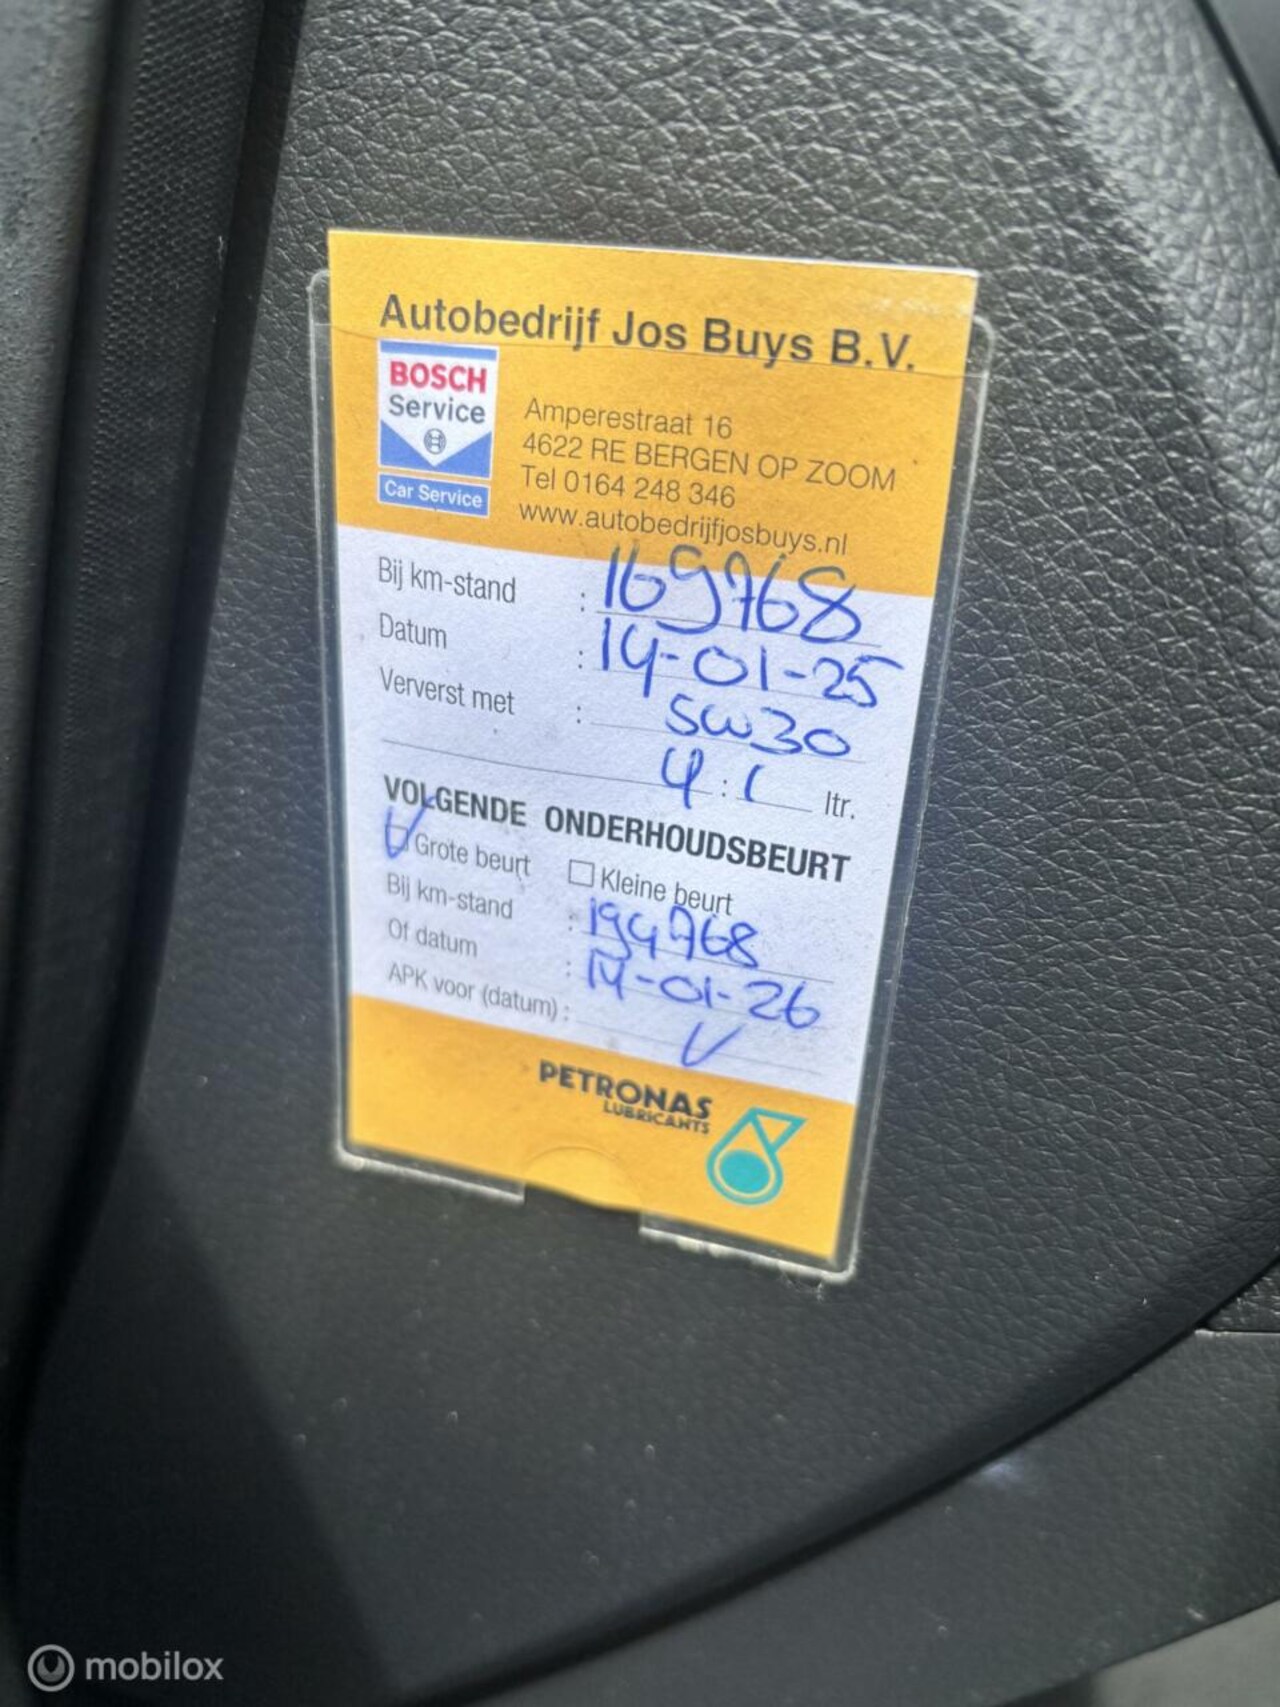 Autobedrijf Jos Buys B.V.
BOSCH
Service
Car Service
Amperestraat 16
4622 RE BERGEN OP ZOOM
Tel 0164 248 346
www.autobedrijfjosbuys.nl
Bij km-stand : 169768
Datum : 14-01-25
Ververst met : 5w30
4:1 ltr.
VOLGENDE ONDERHOUDSBEURT
Grote beurt Kleine beurt
Bij km-stand : 194768
Of datum : 14-01-26
APK voor (datum) : V
PETRONAS
LUBRICANTS
mobilox